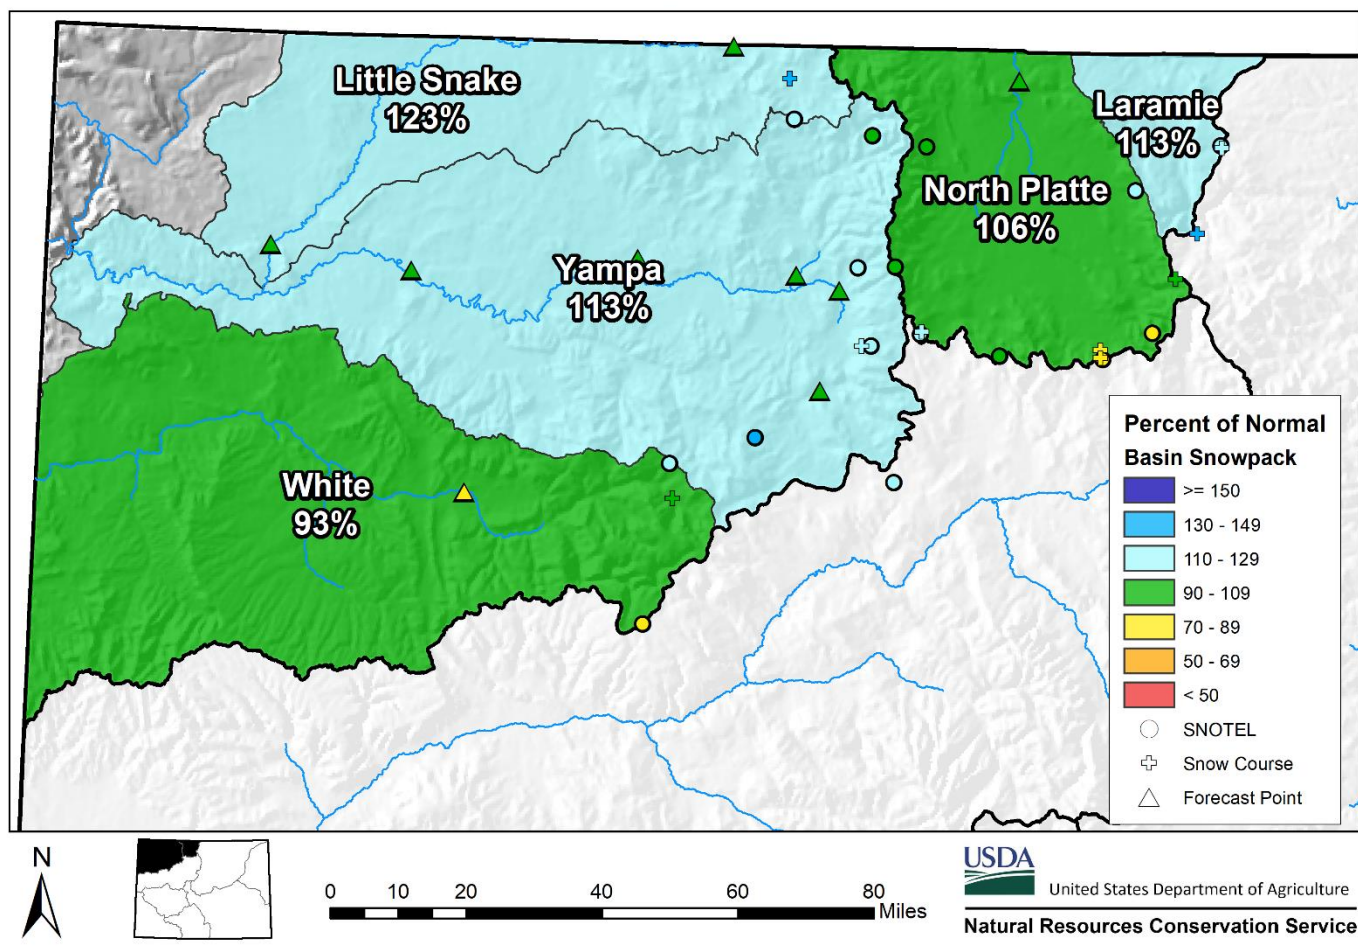 Little Snake
123%
Laramie
113%
North Platte
106%
Yampa
113%
White
93%
Percent of Normal
Basin Snowpack
>= 150
130 - 149
110 - 129
90 - 109
70 - 89
50 - 69
< 50
SNOTEL
Snow Course
Forecast Point
N
0 10 20 40 60 80
Miles
USDA
United States Department of Agriculture
Natural Resources Conservation Service